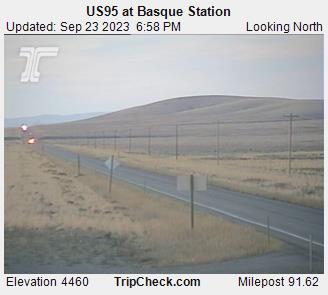 US95 at Basque Station
Updated: Sep 23 2023 6:58 PM Looking North
Elevation 4460 TripCheck.com Milepost 91.62